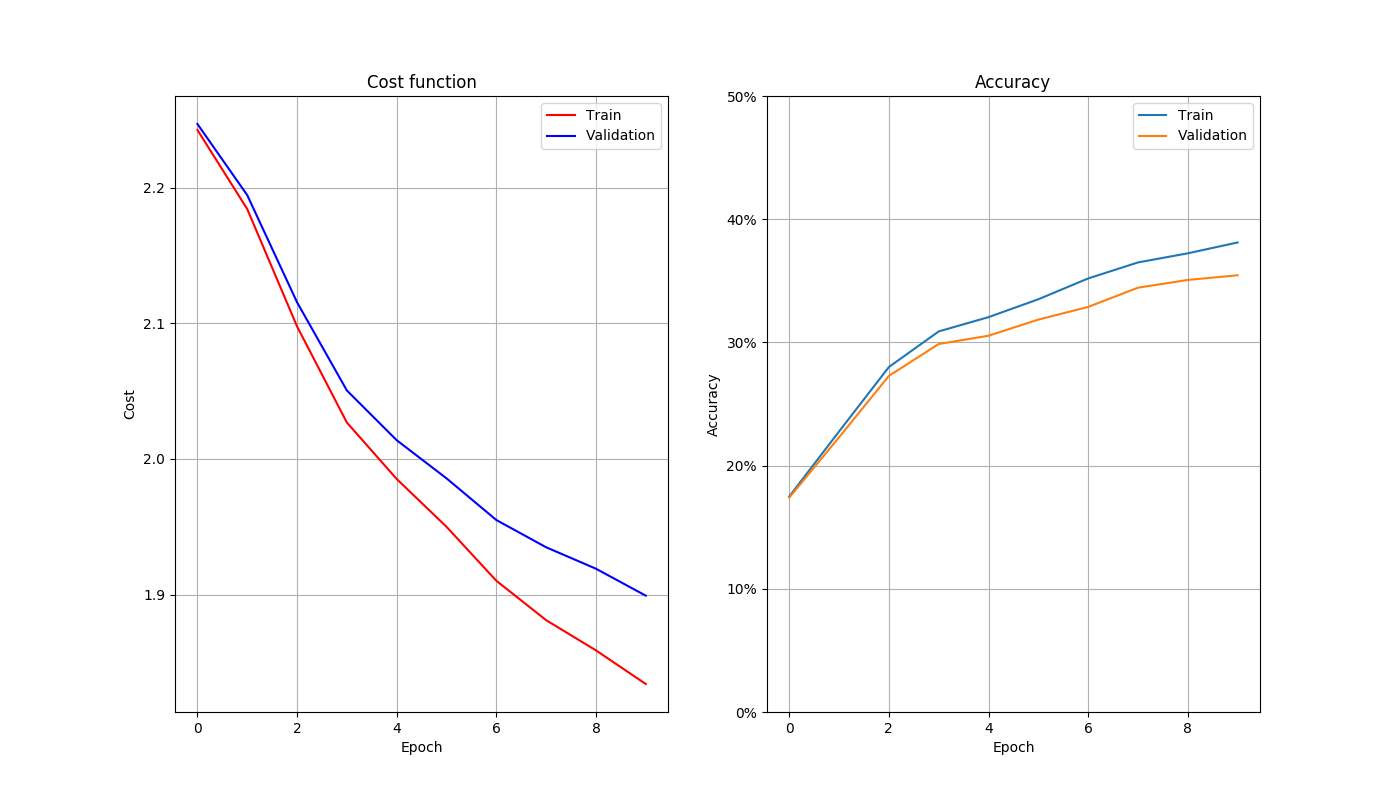 Cost function
Train
Validation
2.2
2.1
2.0
1.9
Cost
0 2 4 6 8
Epoch
Accuracy
Train
Validation
50%
40%
30%
20%
10%
0%
Accuracy
0 2 4 6 8
Epoch